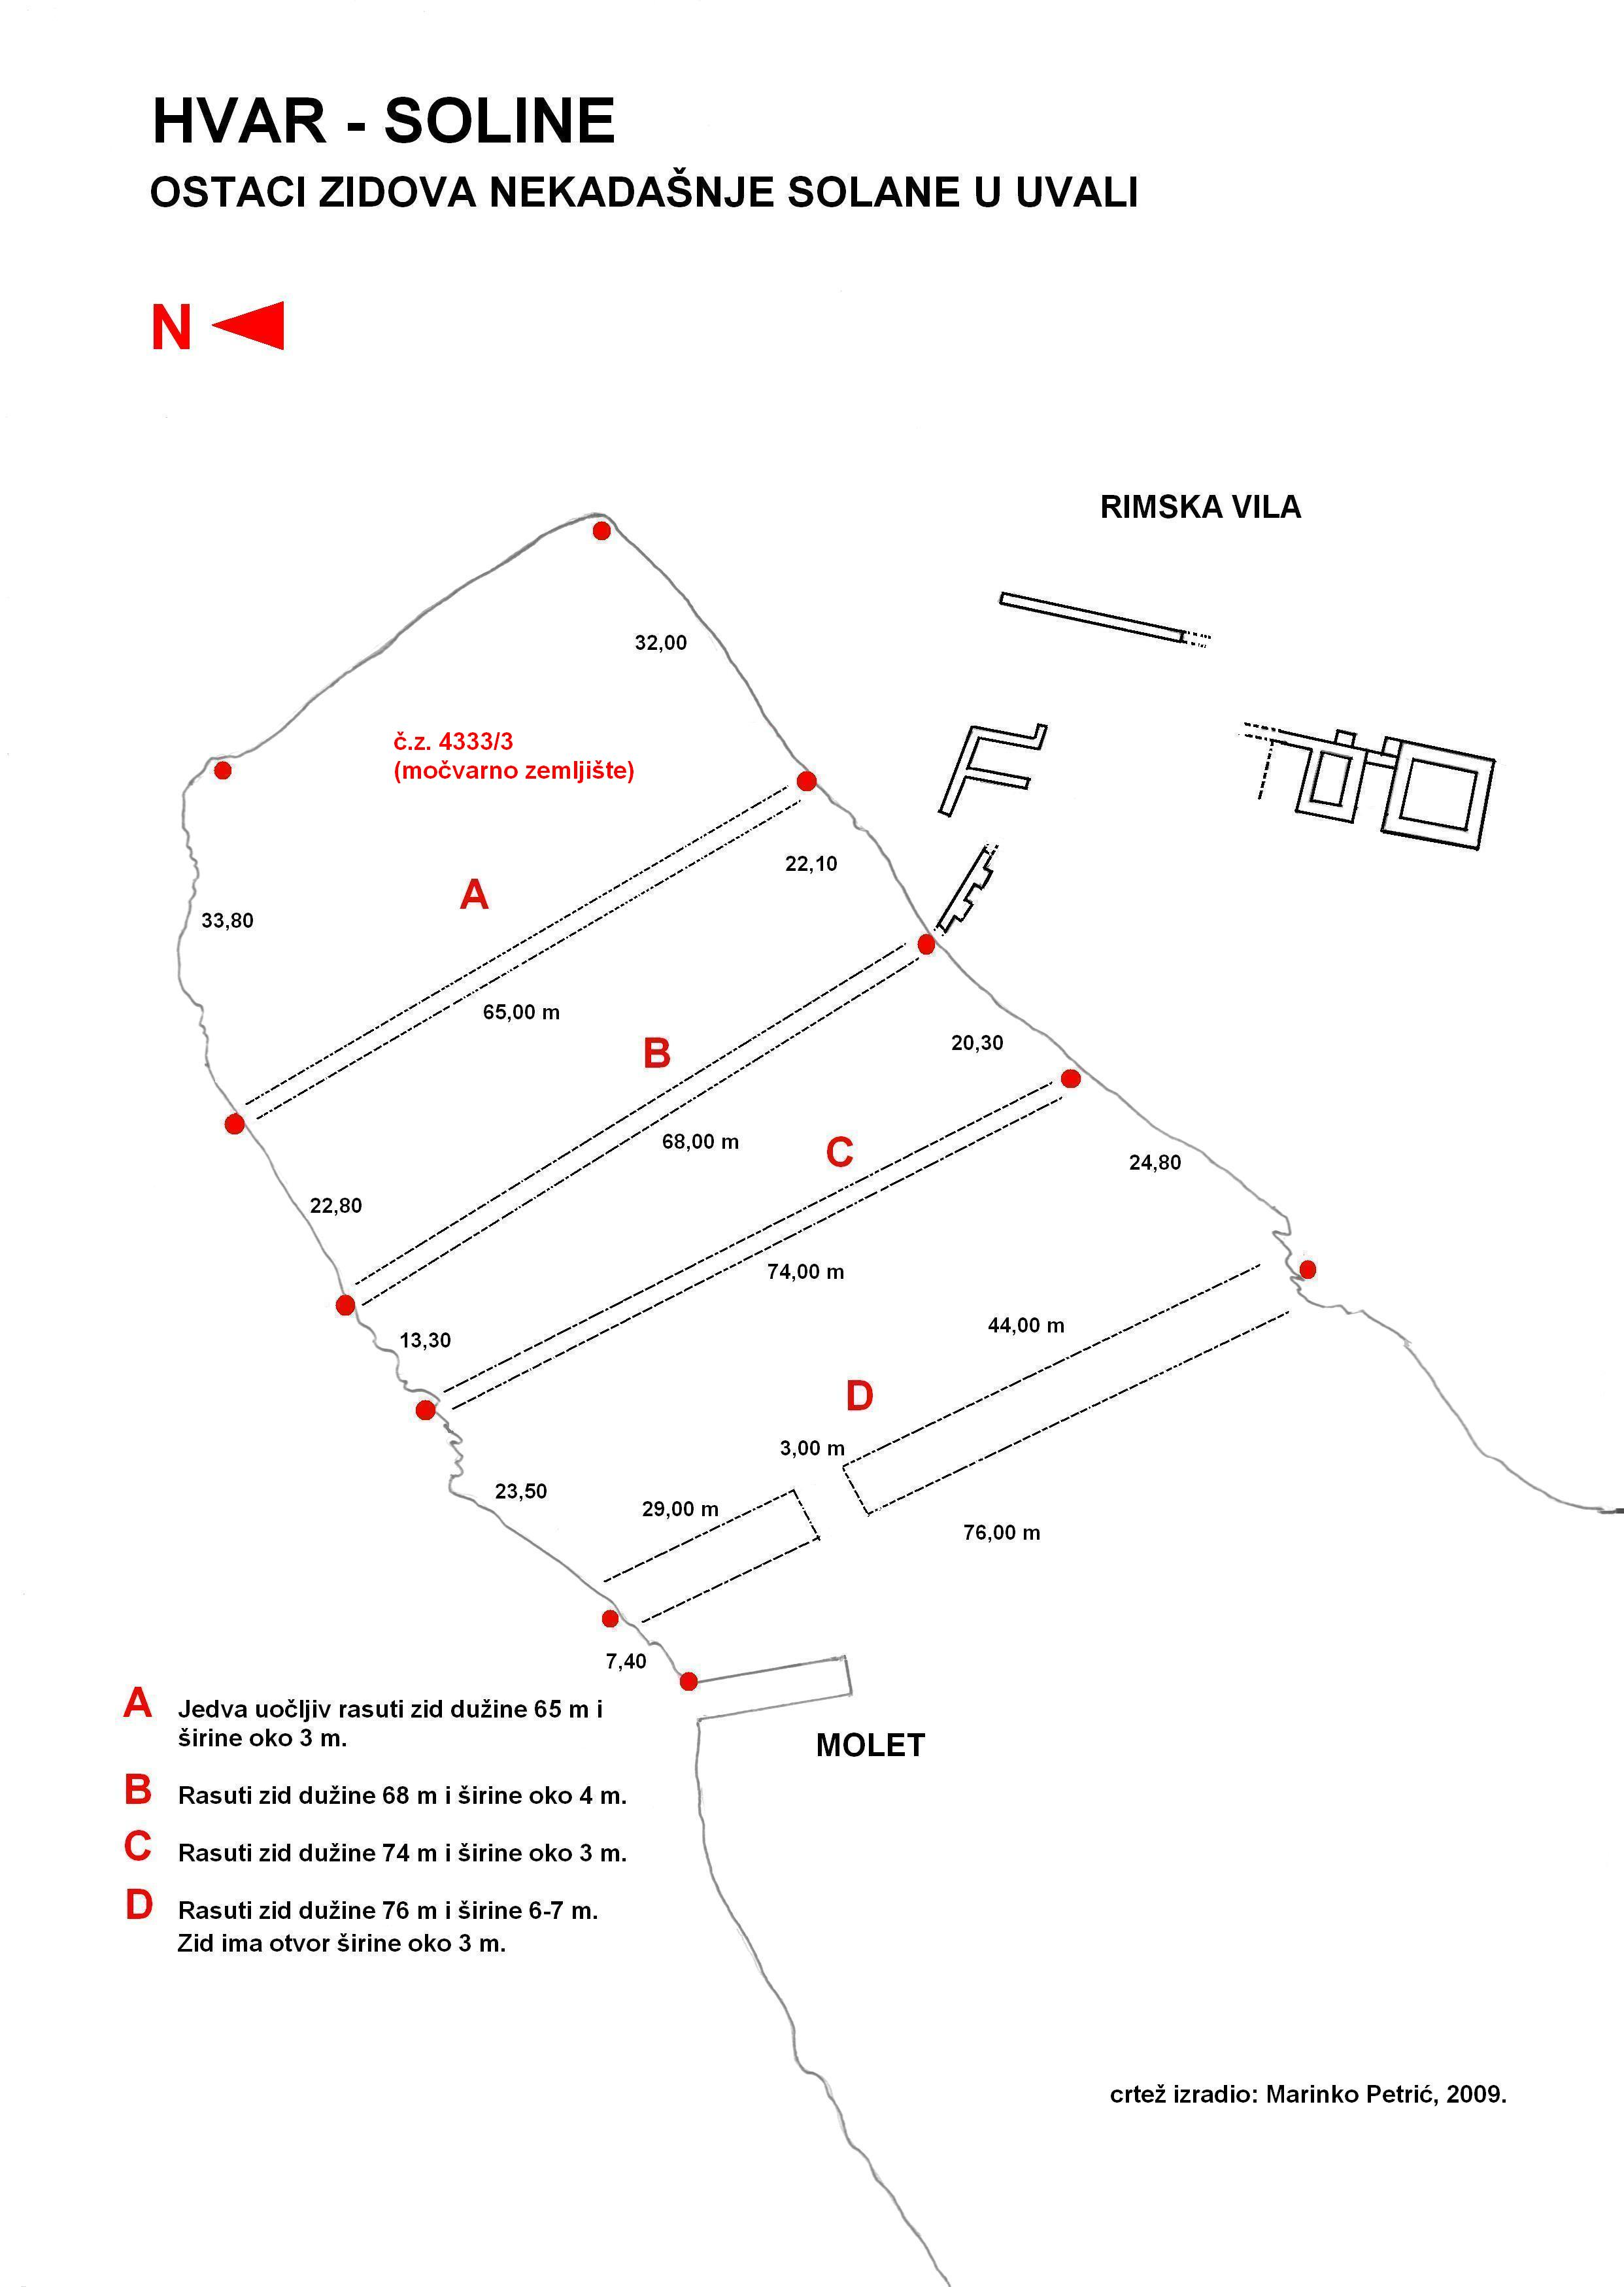 HVAR - SOLINE
OSTACI ZIDOVA NEKADAŠNJE SOLANE U UVALI
N
RIMSKA VILA
32,00
č.z. 4333/3
(močvarno zemljište)
22,10
A
33,80
65,00 m
20,30
B
68,00 m
C
24,80
22,80
74,00 m
44,00 m
13,30
D
3,00 m
23,50
29,00 m
76,00 m
7,40
MOLET
A Jedva uočljiv rasuti zid dužine 65 m i
širine oko 3 m.
B Rasuti zid dužine 68 m i širine oko 4 m.
C Rasuti zid dužine 74 m i širine oko 3 m.
D Rasuti zid dužine 76 m i širine 6-7 m.
Zid ima otvor širine oko 3 m.
crtež izradio: Marinko Petrić, 2009.